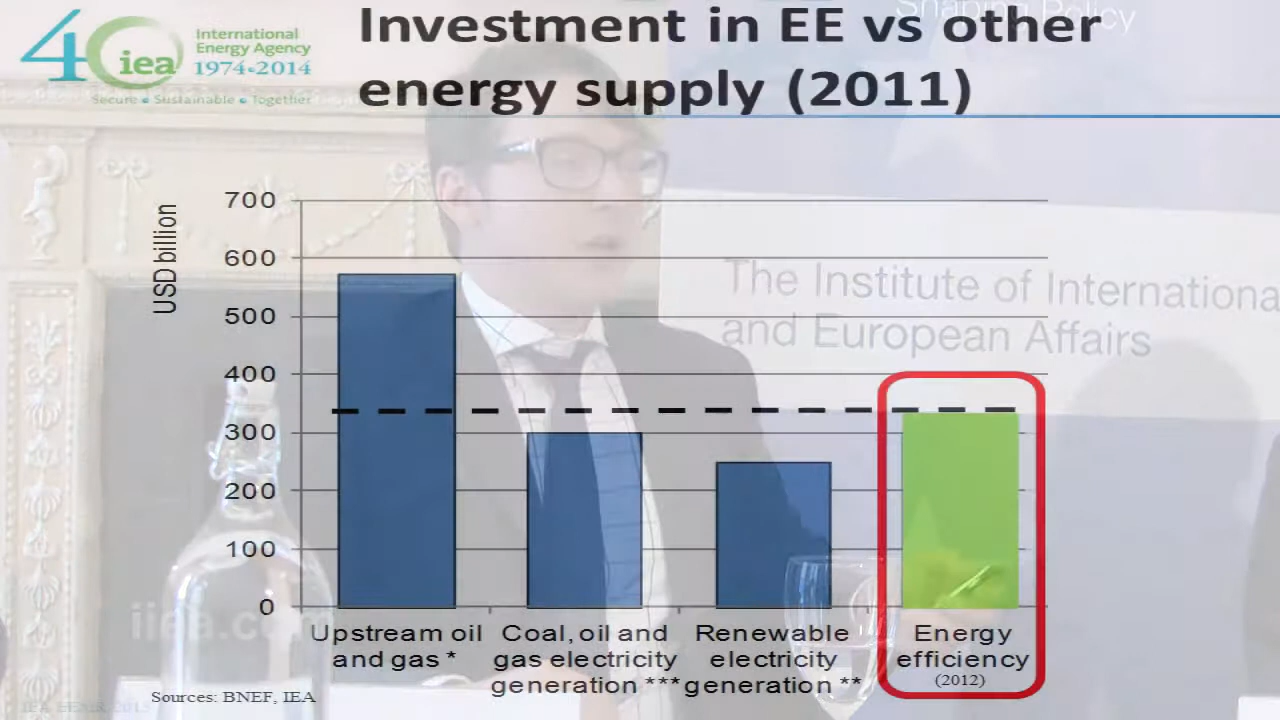 Investment in EE vs other
energy supply (2011)
40
iea
International
Energy Agency
1974-2014
Secure • Sustainable • Together
Shaping Policy
The Institute of Internationa
and European Affairs
USD billion
700
600
500
400
300
200
100
0
Upstream oil
and gas *
Coal, oil and
gas electricity
generation ***
Renewable
electricity
generation **
Energy
efficiency
(2012)
iiea.com
Sources: BNEF, IEA